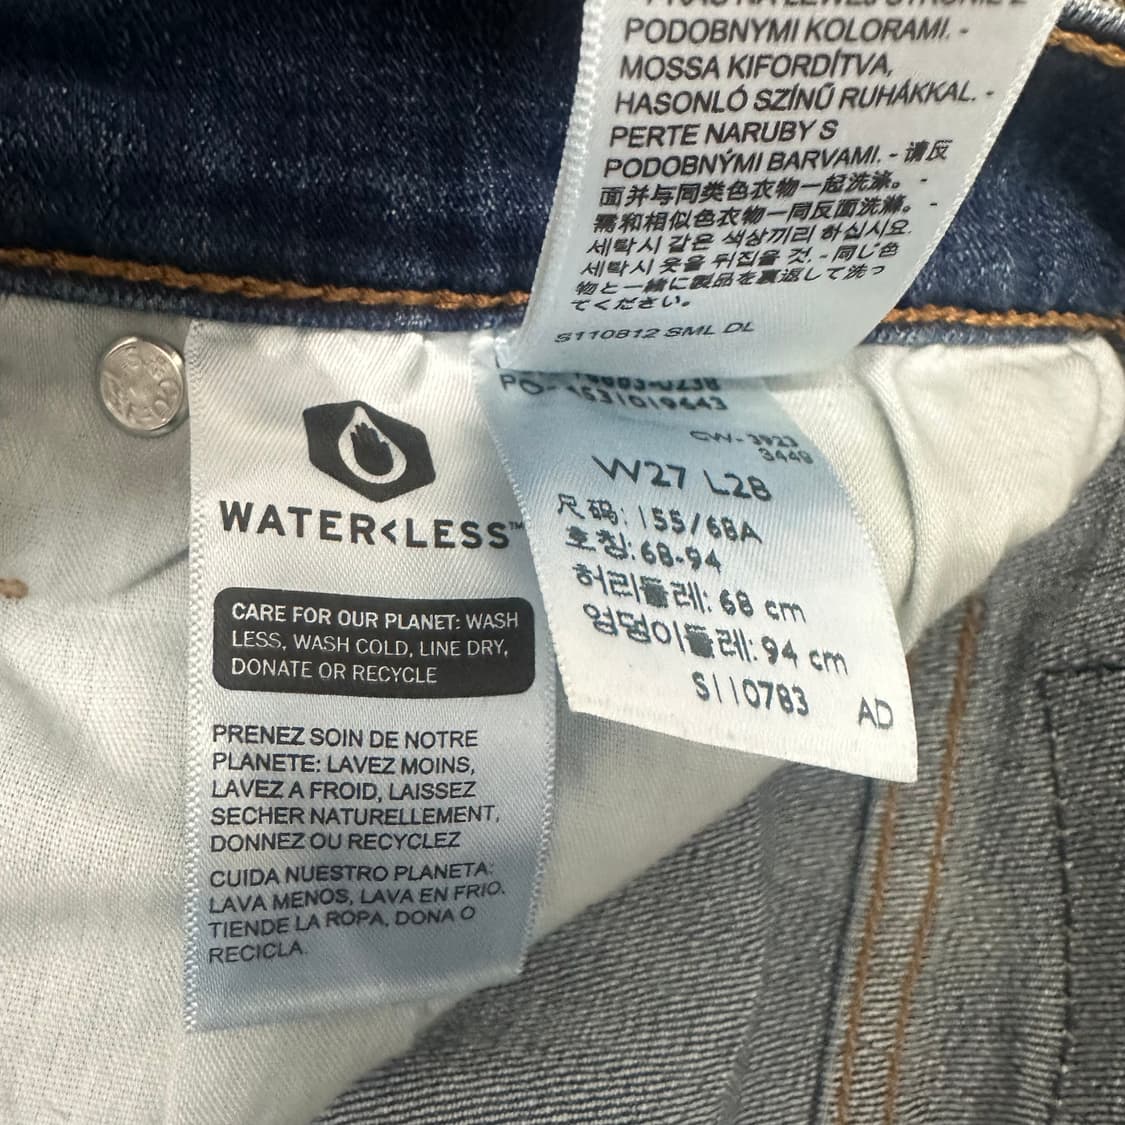 PODOBNYMI KOLORAMI. -
MOSSA KIFORDÍTVA,
HASONLÓ SZÍNŰ RUHÁKKAL. -
PERTE NARUBY S
PODOBNÝMI BARVAMI. - 请反
面并与同类色衣物一起洗涤。 -
需和相似色衣物一同反面洗滌。 -
세탁시 같은 색상끼리 하십시요.
세탁시 옷을 뒤집을 것. - 同じ色
物と一緒に製品を裏返して洗っ
てください。
S110812 SML DL
PO- 4531019643
CW- 3923
3449
W27 L28
尺码: 155/68A
호칭: 68-94
허리둘레: 68 cm
엉덩이둘레: 94 cm
S110783 AD
WATER<LESS™
CARE FOR OUR PLANET: WASH
LESS, WASH COLD, LINE DRY,
DONATE OR RECYCLE
PRENEZ SOIN DE NOTRE
PLANETE: LAVEZ MOINS,
LAVEZ A FROID, LAISSEZ
SECHER NATURELLEMENT,
DONNEZ OU RECYCLEZ
CUIDA NUESTRO PLANETA:
LAVA MENOS, LAVA EN FRIO.
TIENDE LA ROPA, DONA O
RECICLA.